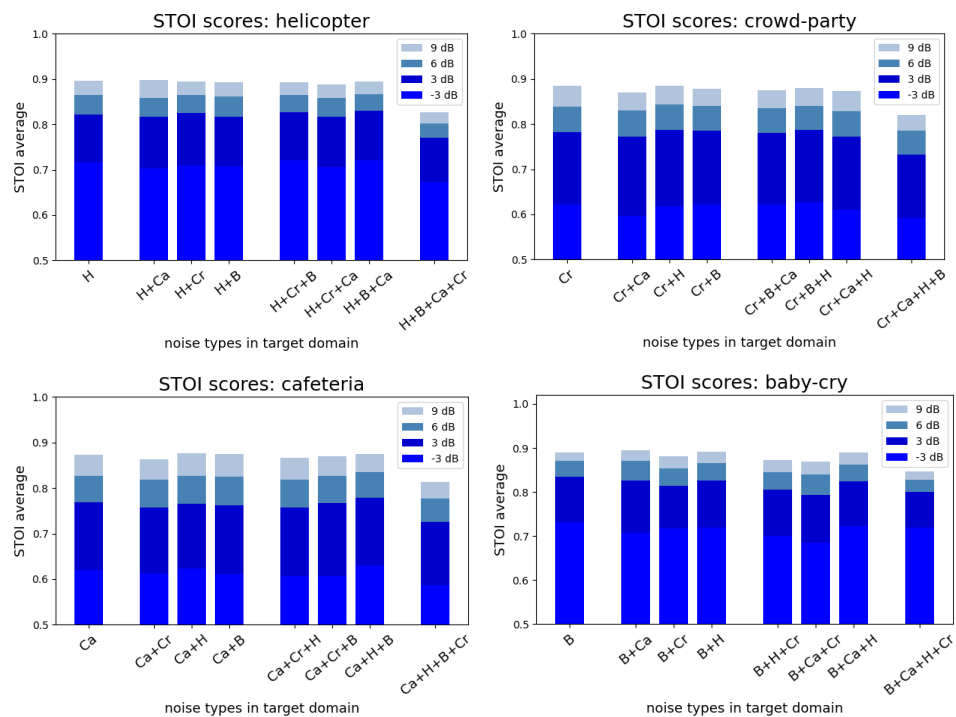 STOI scores: helicopter
1.0
0.9
0.8
0.7
0.6
0.5
STOI average
9 dB
6 dB
3 dB
-3 dB
H
H+Ca
H+Cr
H+B
H+Cr+B
H+Cr+Ca
H+B+Ca
H+B+Ca+Cr
noise types in target domain
STOI scores: crowd-party
1.0
0.9
0.8
0.7
0.6
0.5
STOI average
9 dB
6 dB
3 dB
-3 dB
Cr
Cr+Ca
Cr+H
Cr+B
Cr+B+Ca
Cr+B+H
Cr+Ca+H
Cr+Ca+H+B
noise types in target domain
STOI scores: cafeteria
1.0
0.9
0.8
0.7
0.6
0.5
STOI average
9 dB
6 dB
3 dB
-3 dB
Ca
Ca+Cr
Ca+H
Ca+B
Ca+Cr+H
Ca+Cr+B
Ca+H+B
Ca+H+B+Cr
noise types in target domain
STOI scores: baby-cry
1.0
0.9
0.8
0.7
0.6
0.5
STOI average
9 dB
6 dB
3 dB
-3 dB
B
B+Ca
B+Cr
B+H
B+H+Cr
B+Ca+Cr
B+Ca+H
B+Ca+H+Cr
noise types in target domain